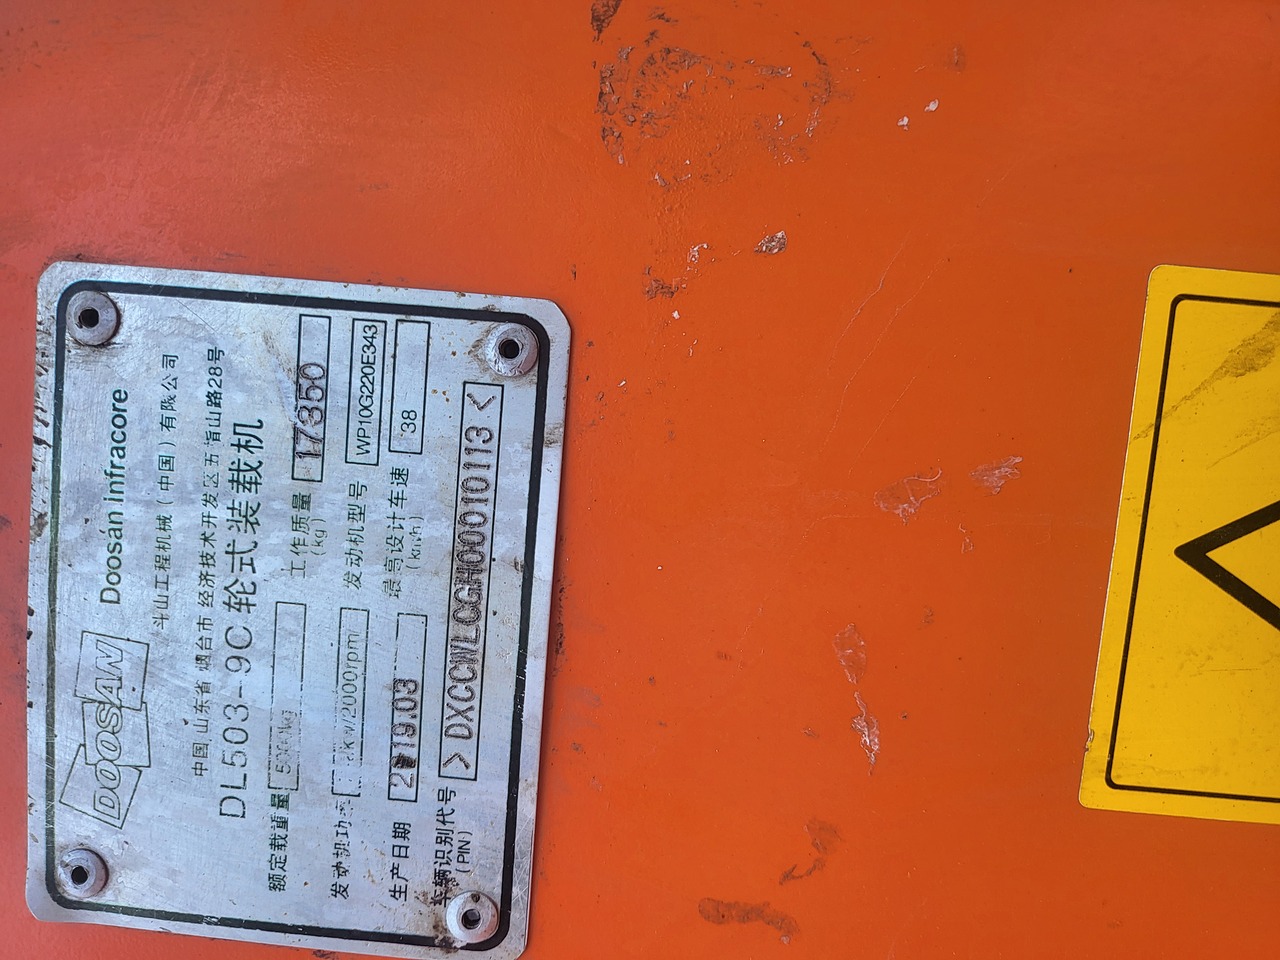 DOOSAN Doosan Infracore
斗山工程机械（中国）有限公司
中国 山东省 烟台市 经济技术开发区五指山路28号
DL503-9C 轮式装载机
额定载重量 5000kg 工作质量(kg) 17350
发动机功率 kw/2000rpm 发动机型号 WP10G220E343
生产日期 2019.03 最高设计车速(km/h) 38
车辆识别代号(PIN) >DXCCWLCGHO0010113<